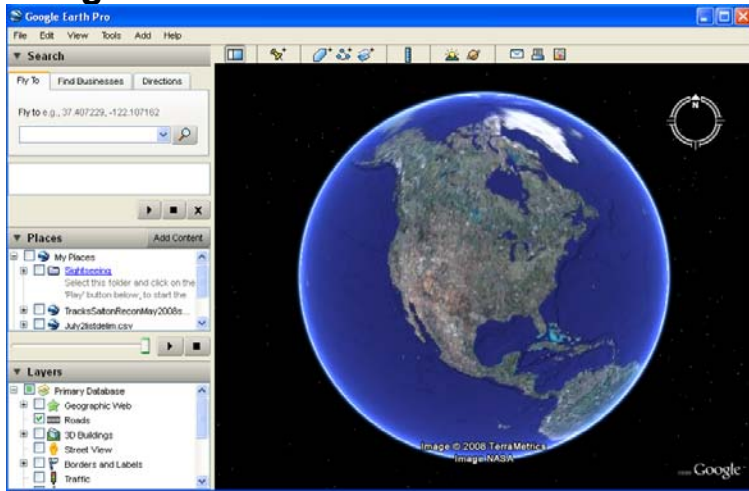 Google Earth Pro
File Edit View Tools Add Help
Search
Fly To Find Businesses Directions
Fly to e.g., 37.407229, -122.107162
Places Add Content
My Places
Sightseeing
Select this folder and click on the
'Play' button below, to start the
TracksSaltonReconMay2008s...
July2listdelim.csv
Layers
Primary Database
Geographic Web
Roads
3D Buildings
Street View
Borders and Labels
Traffic
N
Image © 2008 TerraMetrics
Image NASA
Google